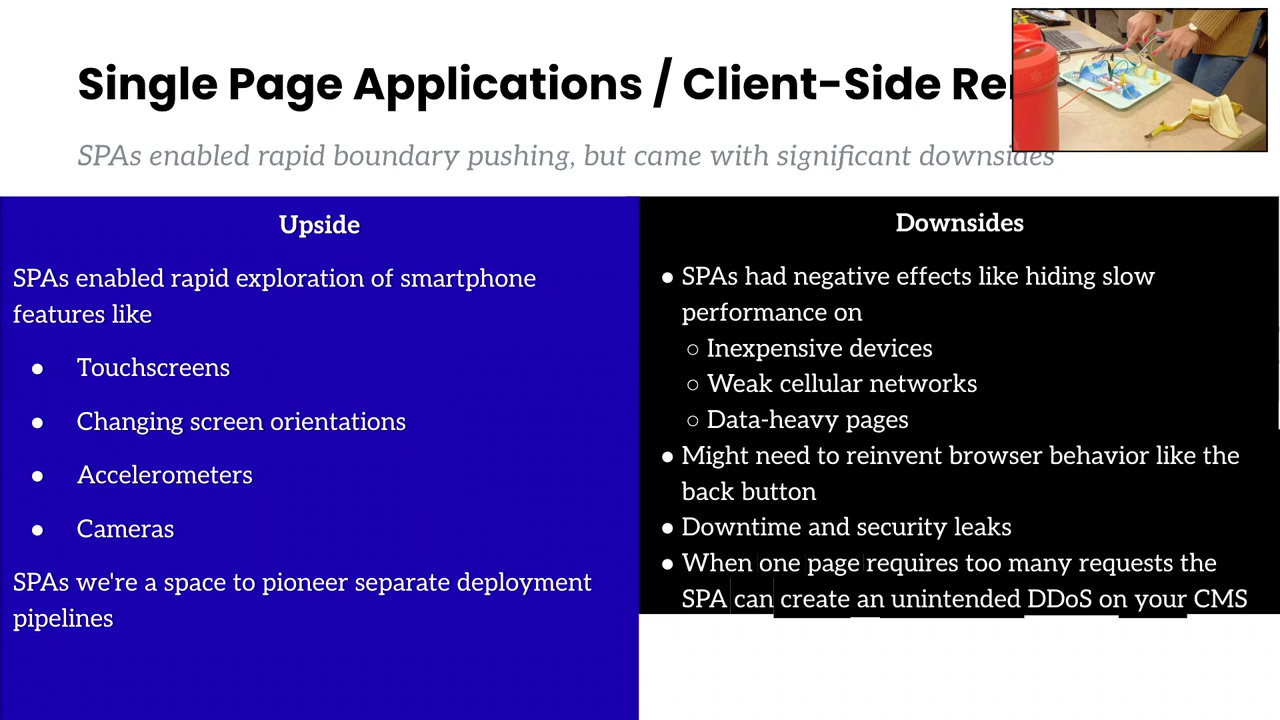 Single Page Applications / Client-Side
SPAs enabled rapid boundary pushing, but came with significant downsides
Upside
SPAs enabled rapid exploration of smartphone
features like
● Touchscreens
● Changing screen orientations
● Accelerometers
● Cameras
SPAs we're a space to pioneer separate deployment
pipelines
Downsides
● SPAs had negative effects like hiding slow
performance on
○ Inexpensive devices
○ Weak cellular networks
○ Data-heavy pages
● Might need to reinvent browser behavior like the
back button
● Downtime and security leaks
● When one page requires too many requests the
SPA can create an unintended DDoS on your CMS